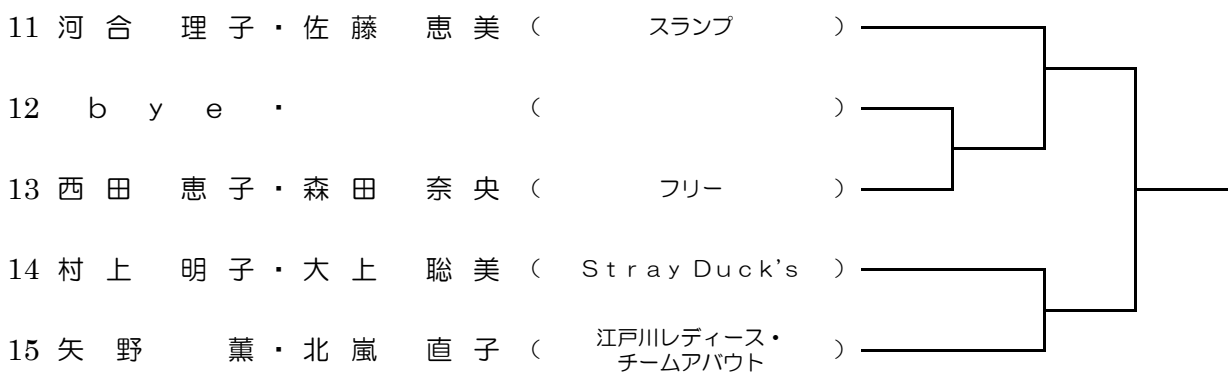 11 河合 理子・佐藤 恵美 ( スランプ )
12 bye・ ( )
13 西田 恵子・森田 奈央 ( フリー )
14 村上 明子・大上 聡美 ( Stray Duck's )
15 矢野 薫・北嵐 直子 ( 江戸川レディース・
チームアバウト )